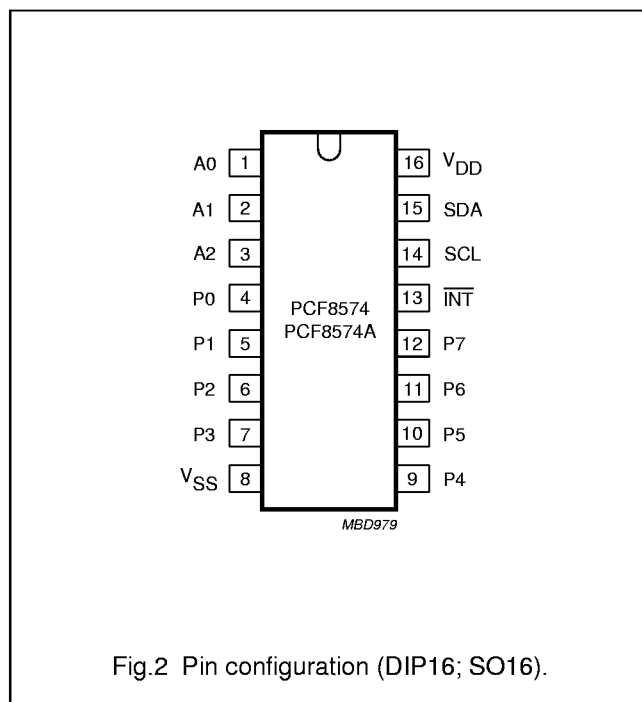 A0 1 16 VDD
A1 2 15 SDA
A2 3 14 SCL
P0 4 13 INT
PCF8574
PCF8574A
P1 5 12 P7
P2 6 11 P6
P3 7 10 P5
VSS 8 9 P4
MBD979
Fig.2 Pin configuration (DIP16; SO16).